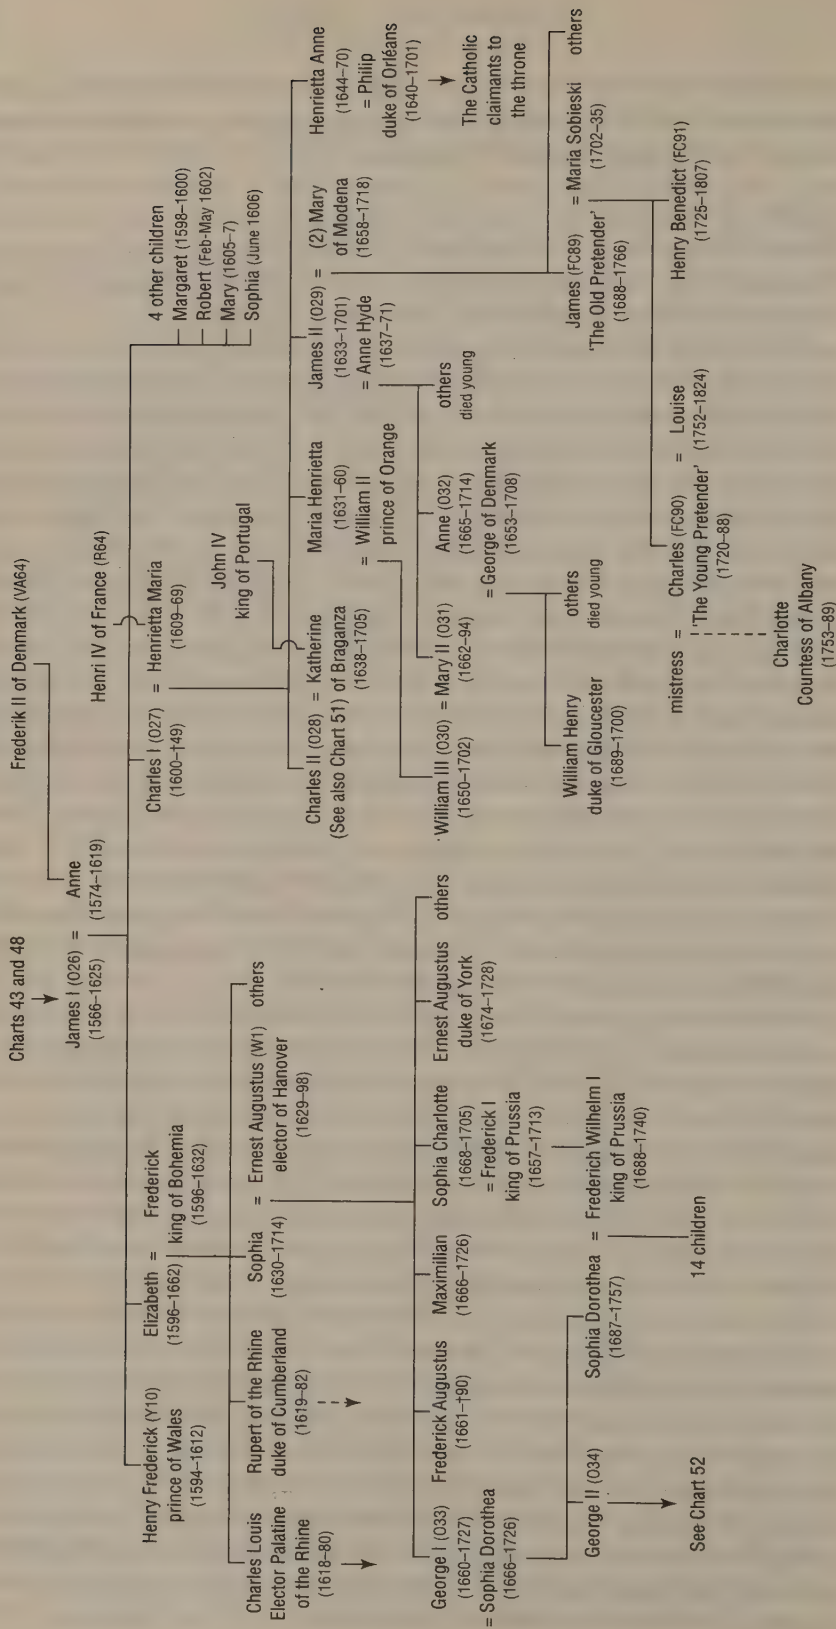 Charts 43 and 48
Frederik II of Denmark (VA64)
James I (O26) = Anne
(1566–1625)
(1574–1619)
Henri IV of France (R64)
Henry Frederick (Y10)
prince of Wales
(1594–1612)
Elizabeth = Frederick
(1596–1662)
king of Bohemia
(1596–1632)
Charles I (O27) = Henrietta Maria
(1600–†49)
(1609–69)
4 other children
Margaret (1598–1600)
Robert (Feb-May 1602)
Mary (1605–7)
Sophia (June 1606)
John IV
king of Portugal
Charles Louis
Elector Palatine
of the Rhine
(1618–80)
Rupert of the Rhine
duke of Cumberland
(1619–82)
Sophia
(1630–1714)
= Ernest Augustus (W1)
elector of Hanover
(1629–98)
others
Charles II (O28) = Katherine
(See also Chart 51) of Braganza
(1638–1705)
Maria Henrietta
(1631–60)
= William II
prince of Orange
James II (O29) = (2) Mary
(1633–1701)
of Modena
= Anne Hyde
(1658–1718)
(1637–71)
Henrietta Anne
(1644–70)
= Philip
duke of Orléans
(1640–1701)
The Catholic
claimants to
the throne
George I (O33)
(1660–1727)
= Sophia Dorothea
(1666–1726)
Frederick Augustus
(1661–†90)
Maximilian
(1666–1726)
Sophia Charlotte
(1668–1705)
= Frederick I
king of Prussia
(1657–1713)
Ernest Augustus
duke of York
(1674–1728)
others
William III (O30) = Mary II (O31)
(1650–1702)
(1662–94)
Anne (O32)
(1665–1714)
= George of Denmark
(1653–1708)
others
died young
James (FC89) = Maria Sobieski
'The Old Pretender'
(1702–35)
(1688–1766)
others
George II (O34)
Sophia Dorothea = Frederich Wilhelm I
(1687–1757)
king of Prussia
(1688–1740)
William Henry
duke of Gloucester
(1689–1700)
others
died young
mistress = Charles (FC90) = Louise
'The Young Pretender' (1752–1824)
(1720–88)
Henry Benedict (FC91)
(1725–1807)
See Chart 52
14 children
Charlotte
Countess of Albany
(1753–89)